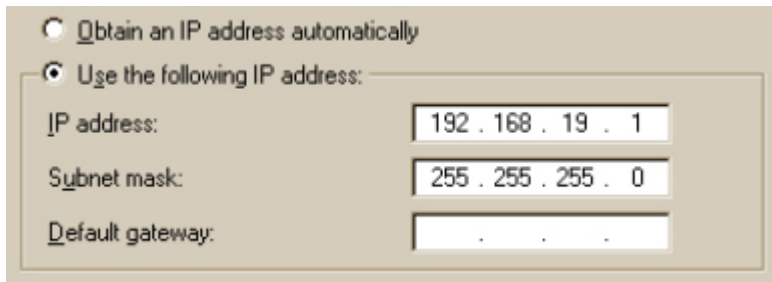 Obtain an IP address automatically
Use the following IP address:
IP address: 192 . 168 . 19 . 1
Subnet mask: 255 . 255 . 255 . 0
Default gateway: . . .